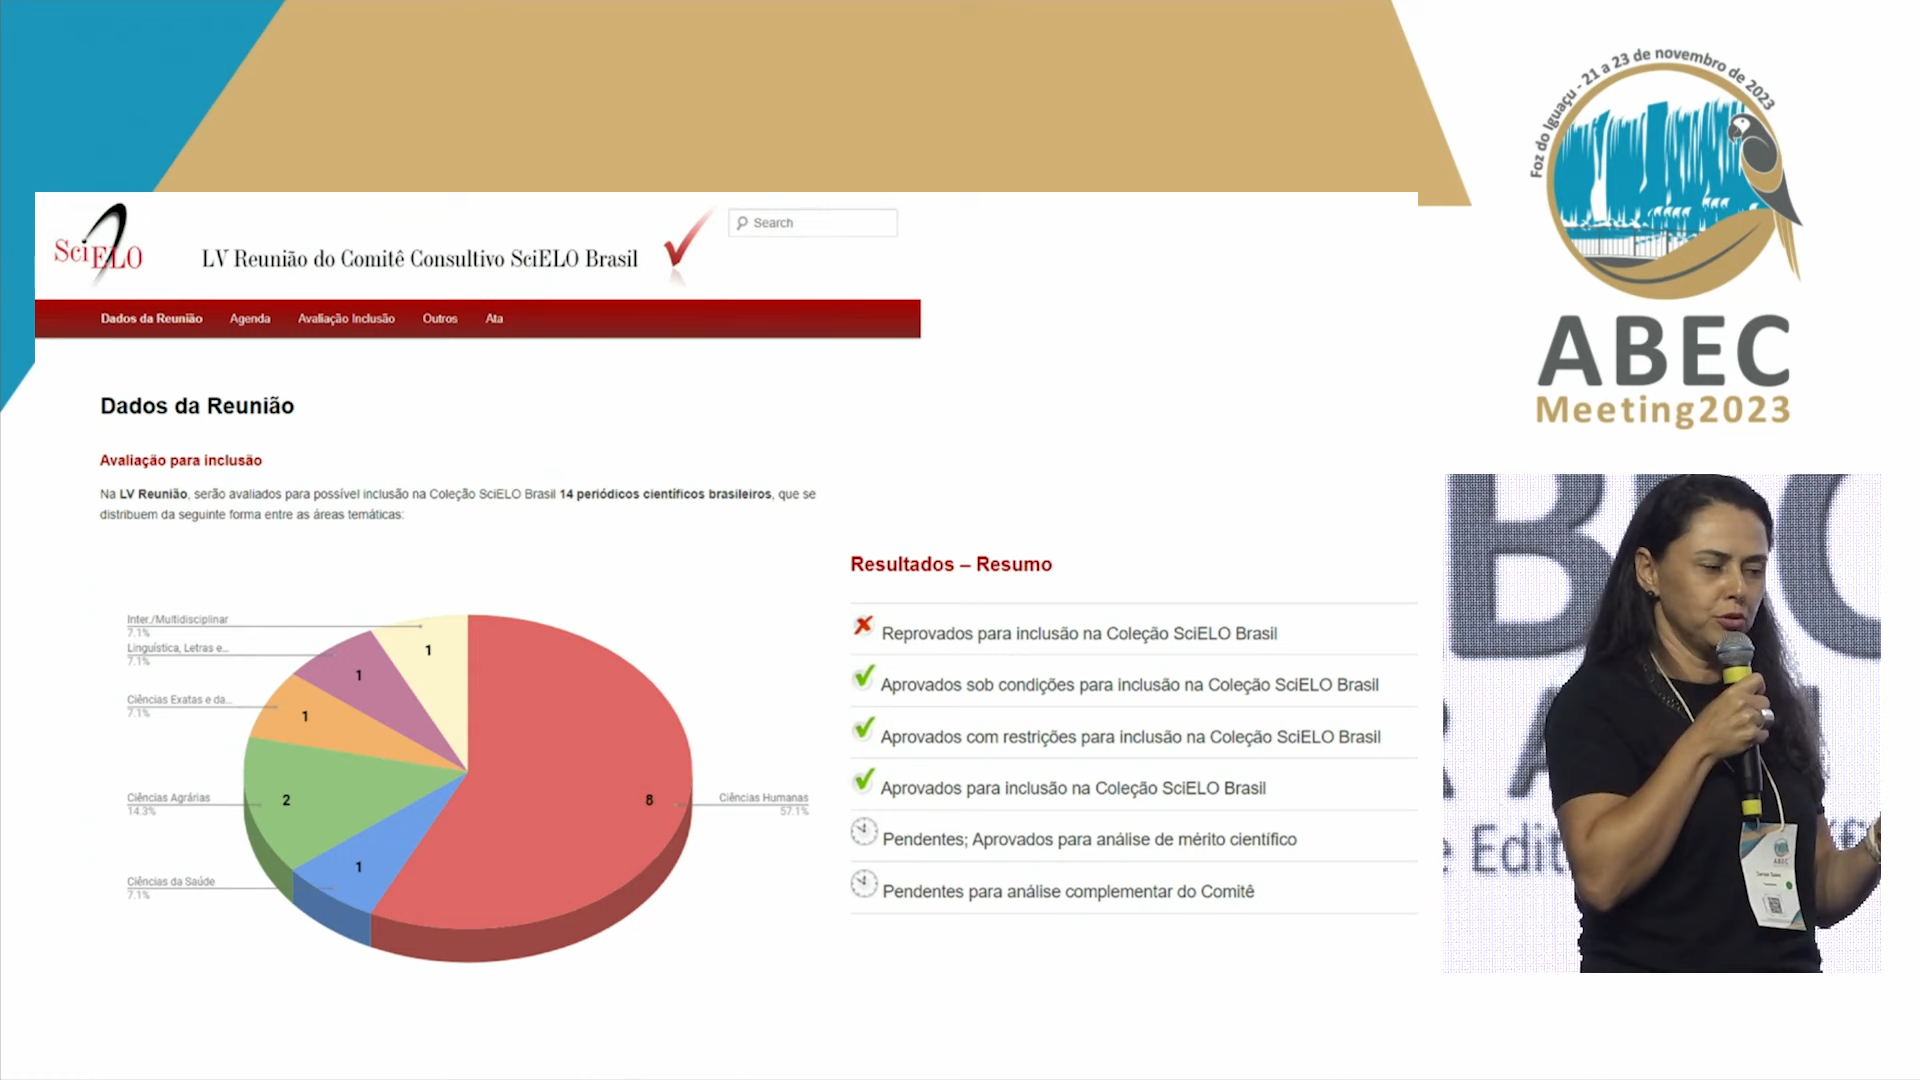 Foz do Iguaçu - 21 a 23 de novembro de 2023
ABEC
Meeting2023
SciELO
LV Reunião do Comitê Consultivo SciELO Brasil
Search
Dados da Reunião
Agenda
Avaliação Inclusão
Outros
Ata
Dados da Reunião
Avaliação para inclusão
Na LV Reunião, serão avaliados para possível inclusão na Coleção SciELO Brasil 14 periódicos científicos brasileiros, que se
distribuem da seguinte forma entre as áreas temáticas:
Inter./Multidisciplinar
7.1%
Linguística, Letras e...
7.1%
Ciências Exatas e da...
7.1%
Ciências Agrárias
14.3%
Ciências da Saúde
7.1%
Ciências Humanas
57.1%
1
1
1
2
1
8
Resultados – Resumo
Reprovados para inclusão na Coleção SciELO Brasil
Aprovados sob condições para inclusão na Coleção SciELO Brasil
Aprovados com restrições para inclusão na Coleção SciELO Brasil
Aprovados para inclusão na Coleção SciELO Brasil
Pendentes; Aprovados para análise de mérito científico
Pendentes para análise complementar do Comitê
BEC
e Edit
ABEC